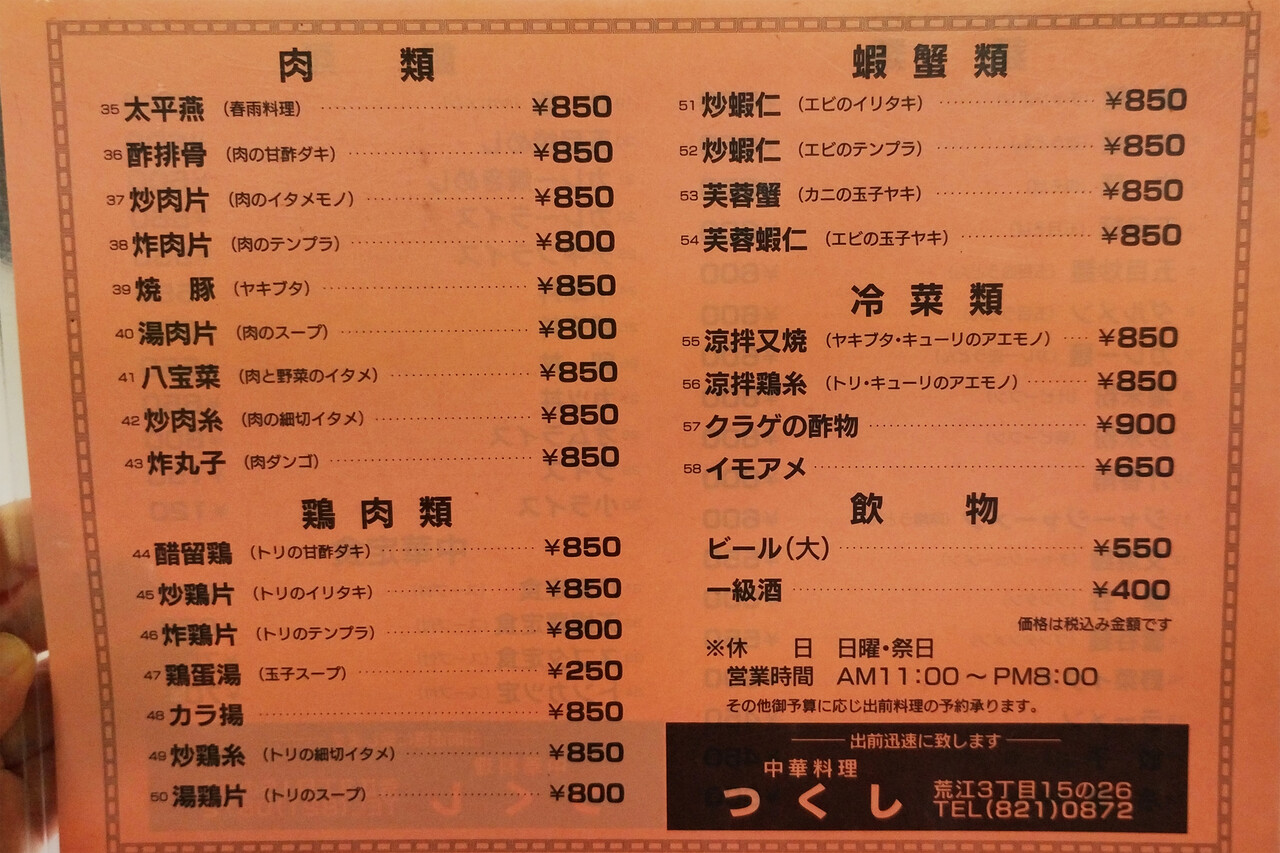 肉 類
35 太平燕 (春雨料理) ¥850
36 酢排骨 (肉の甘酢ダキ) ¥850
37 炒肉片 (肉のイタメモノ) ¥850
38 炸肉片 (肉のテンプラ) ¥800
39 焼 豚 (ヤキブタ) ¥850
40 湯肉片 (肉のスープ) ¥800
41 八宝菜 (肉と野菜のイタメ) ¥850
42 炒肉糸 (肉の細切イタメ) ¥850
43 炸丸子 (肉ダンゴ) ¥850
鶏 肉 類
44 醋留鶏 (トリの甘酢ダキ) ¥850
45 炒鶏片 (トリのイリタキ) ¥850
46 炸鶏片 (トリのテンプラ) ¥800
47 鶏蛋湯 (玉子スープ) ¥250
48 カラ揚 ¥850
49 炒鶏糸 (トリの細切イタメ) ¥850
50 湯鶏片 (トリのスープ) ¥800
蝦 蟹 類
51 炒蝦仁 (エビのイリタキ) ¥850
52 炒蝦仁 (エビのテンプラ) ¥850
53 芙蓉蟹 (カニの玉子ヤキ) ¥850
54 芙蓉蝦仁 (エビの玉子ヤキ) ¥850
冷 菜 類
55 涼拌又焼 (ヤキブタ・キューリのアエモノ) ¥850
56 涼拌鶏糸 (トリ・キューリのアエモノ) ¥850
57 クラゲの酢物 ¥900
58 イモアメ ¥650
飲 物
ビール(大) ¥550
一級酒 ¥400
価格は税込み金額です
※休 日 日曜・祭日
営業時間 AM11:00～PM8:00
その他御予算に応じ出前料理の予約承ります。
出前迅速に致します
中華料理
つくし
荒江3丁目15の26
TEL(821)0872